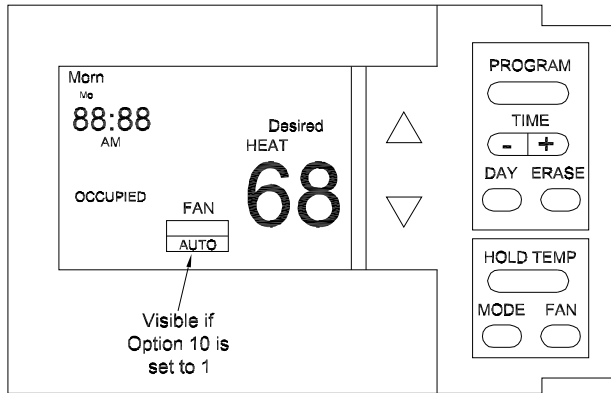 Morn
Mo
88:88
AM
OCCUPIED
FAN
AUTO
Desired
HEAT
68
Visible if
Option 10 is
set to 1
PROGRAM
TIME
- +
DAY ERASE
HOLD TEMP
MODE FAN